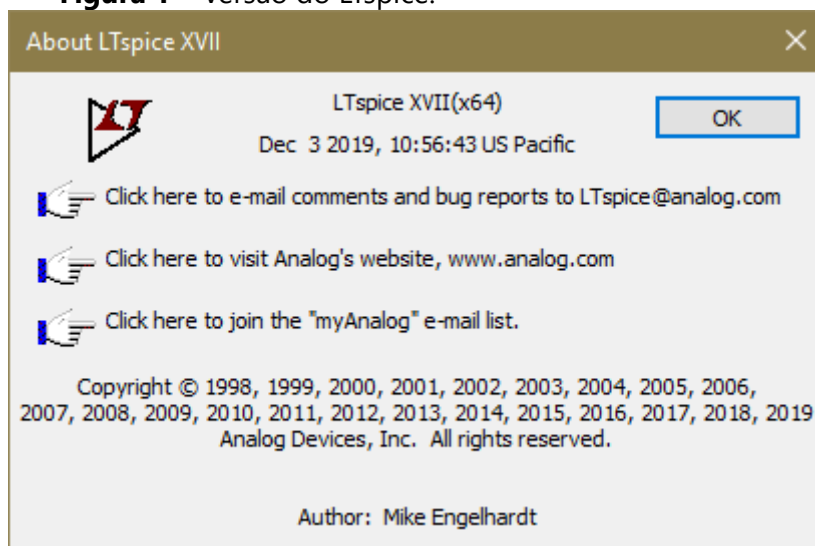 Figura 1 – Versão do LTspice.
About LTspice XVII
LT
LTspice XVII(x64)
OK
Dec 3 2019, 10:56:43 US Pacific
Click here to e-mail comments and bug reports to LTspice@analog.com
Click here to visit Analog's website, www.analog.com
Click here to join the "myAnalog" e-mail list.
Copyright © 1998, 1999, 2000, 2001, 2002, 2003, 2004, 2005, 2006,
2007, 2008, 2009, 2010, 2011, 2012, 2013, 2014, 2015, 2016, 2017, 2018, 2019
Analog Devices, Inc. All rights reserved.
Author: Mike Engelhardt